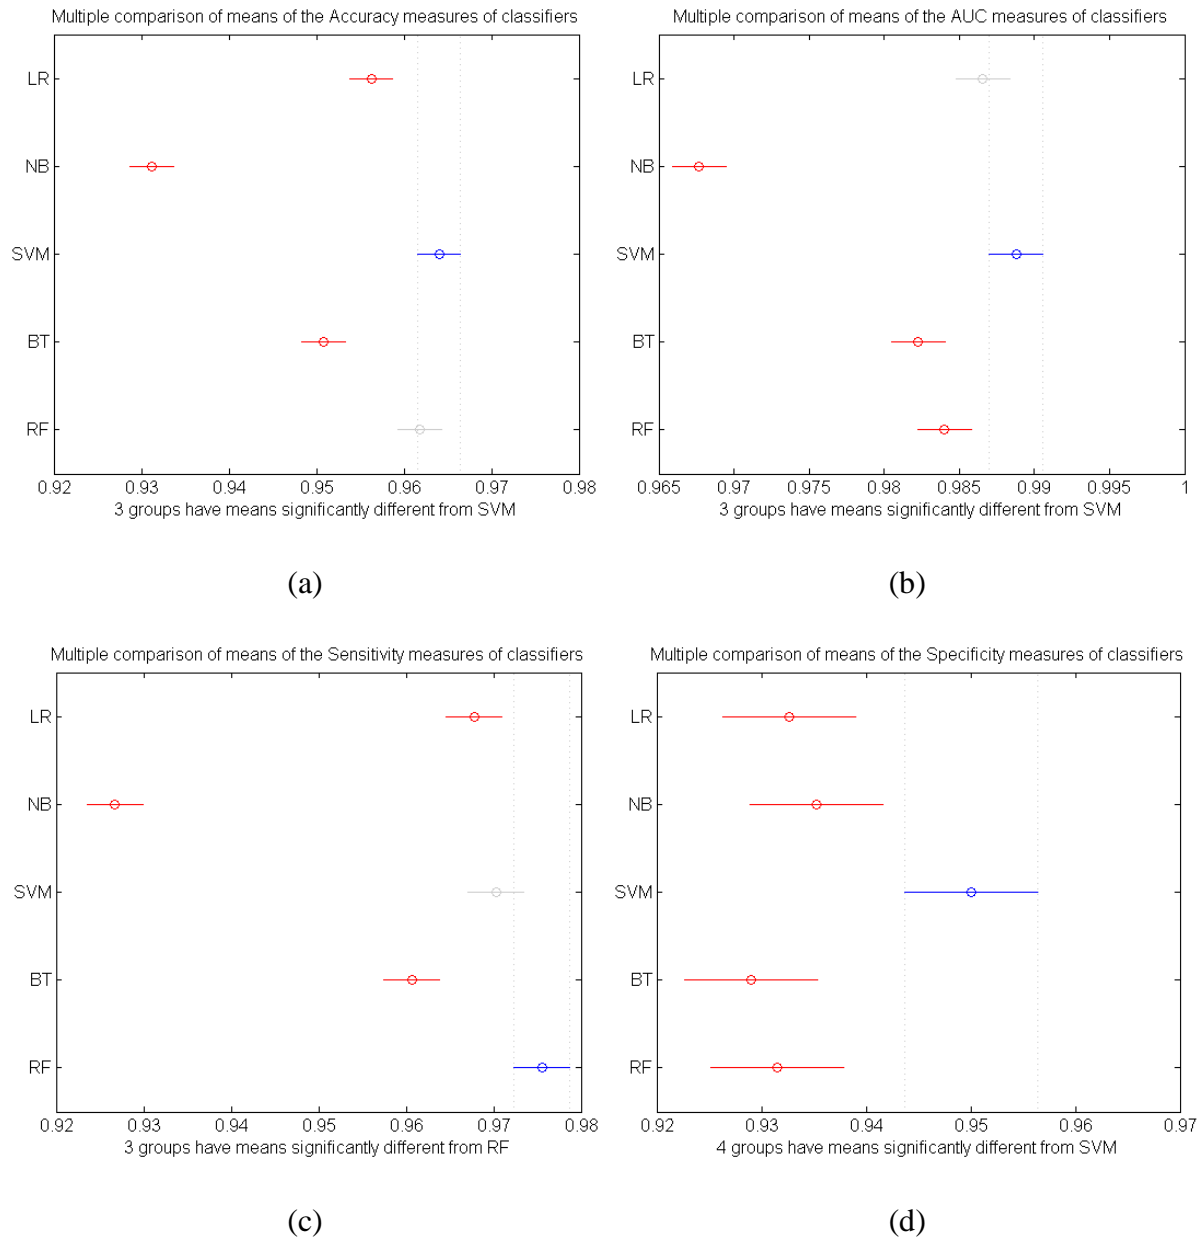 Multiple comparison of means of the Accuracy measures of classifiers
LR
NB
SVM
BT
RF
0.92 0.93 0.94 0.95 0.96 0.97 0.98
3 groups have means significantly different from SVM
(a)
Multiple comparison of means of the AUC measures of classifiers
LR
NB
SVM
BT
RF
0.965 0.97 0.975 0.98 0.985 0.99 0.995 1
3 groups have means significantly different from SVM
(b)
Multiple comparison of means of the Sensitivity measures of classifiers
LR
NB
SVM
BT
RF
0.92 0.93 0.94 0.95 0.96 0.97 0.98
3 groups have means significantly different from RF
(c)
Multiple comparison of means of the Specificity measures of classifiers
LR
NB
SVM
BT
RF
0.92 0.93 0.94 0.95 0.96 0.97
4 groups have means significantly different from SVM
(d)